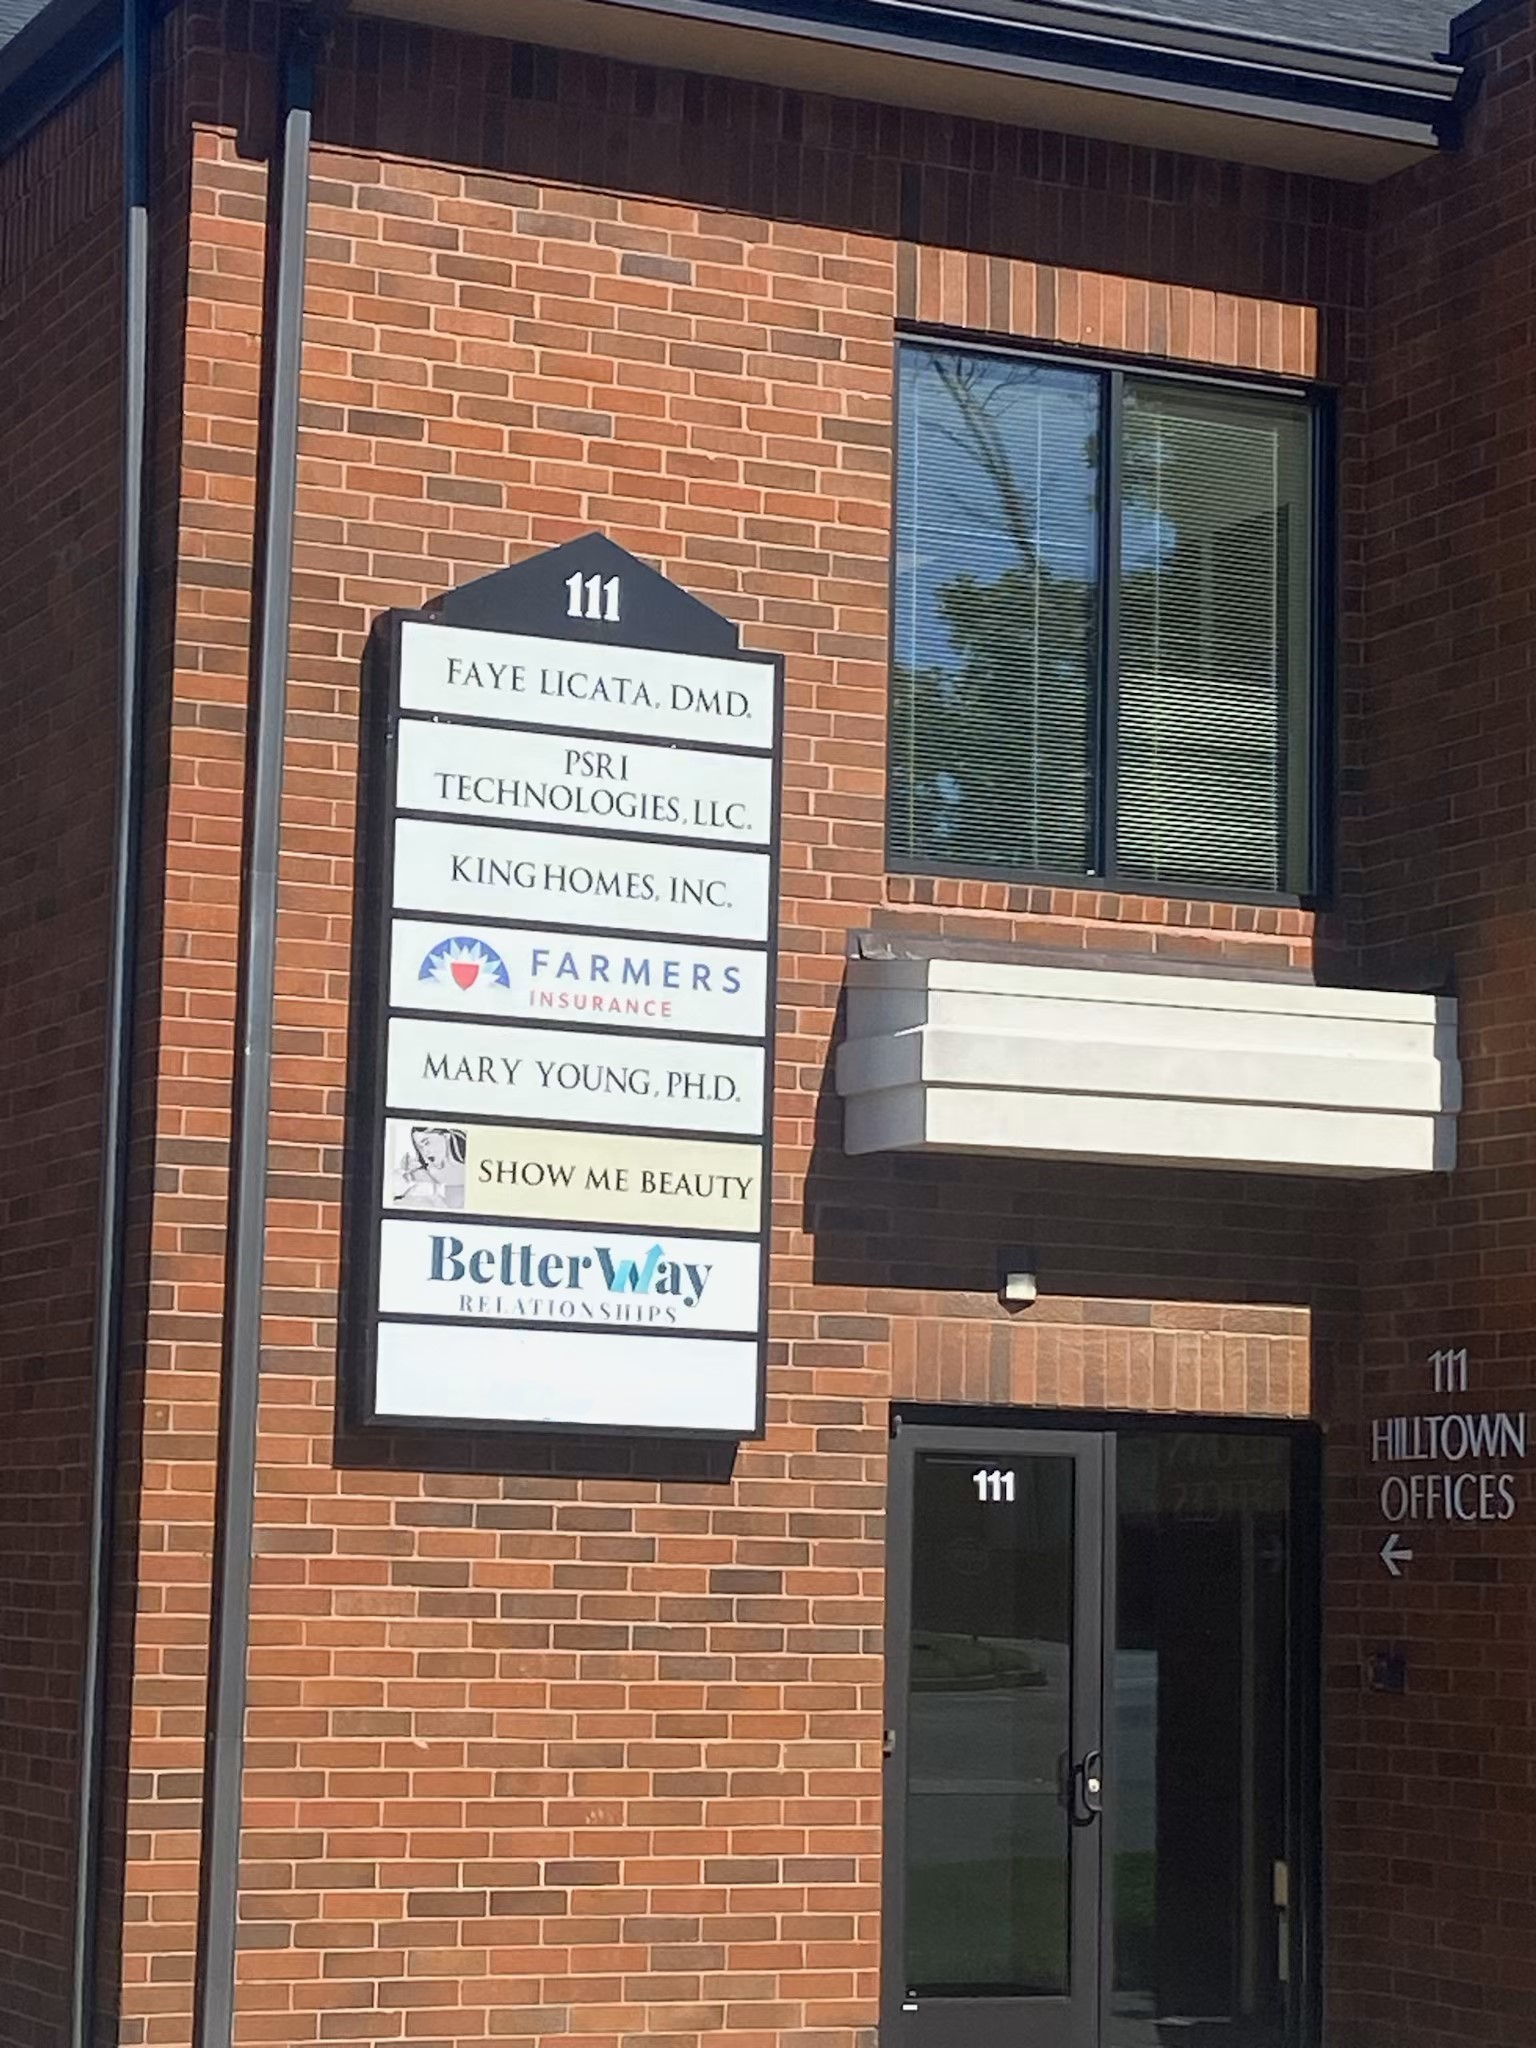 111
FAYE LICATA, DMD.
PSRI
TECHNOLOGIES, LLC.
KING HOMES, INC.
FARMERS
INSURANCE
MARY YOUNG, PH.D.
SHOW ME BEAUTY
BetterWay
RELATIONSHIPS
111
111
HILLTOWN
OFFICES
←